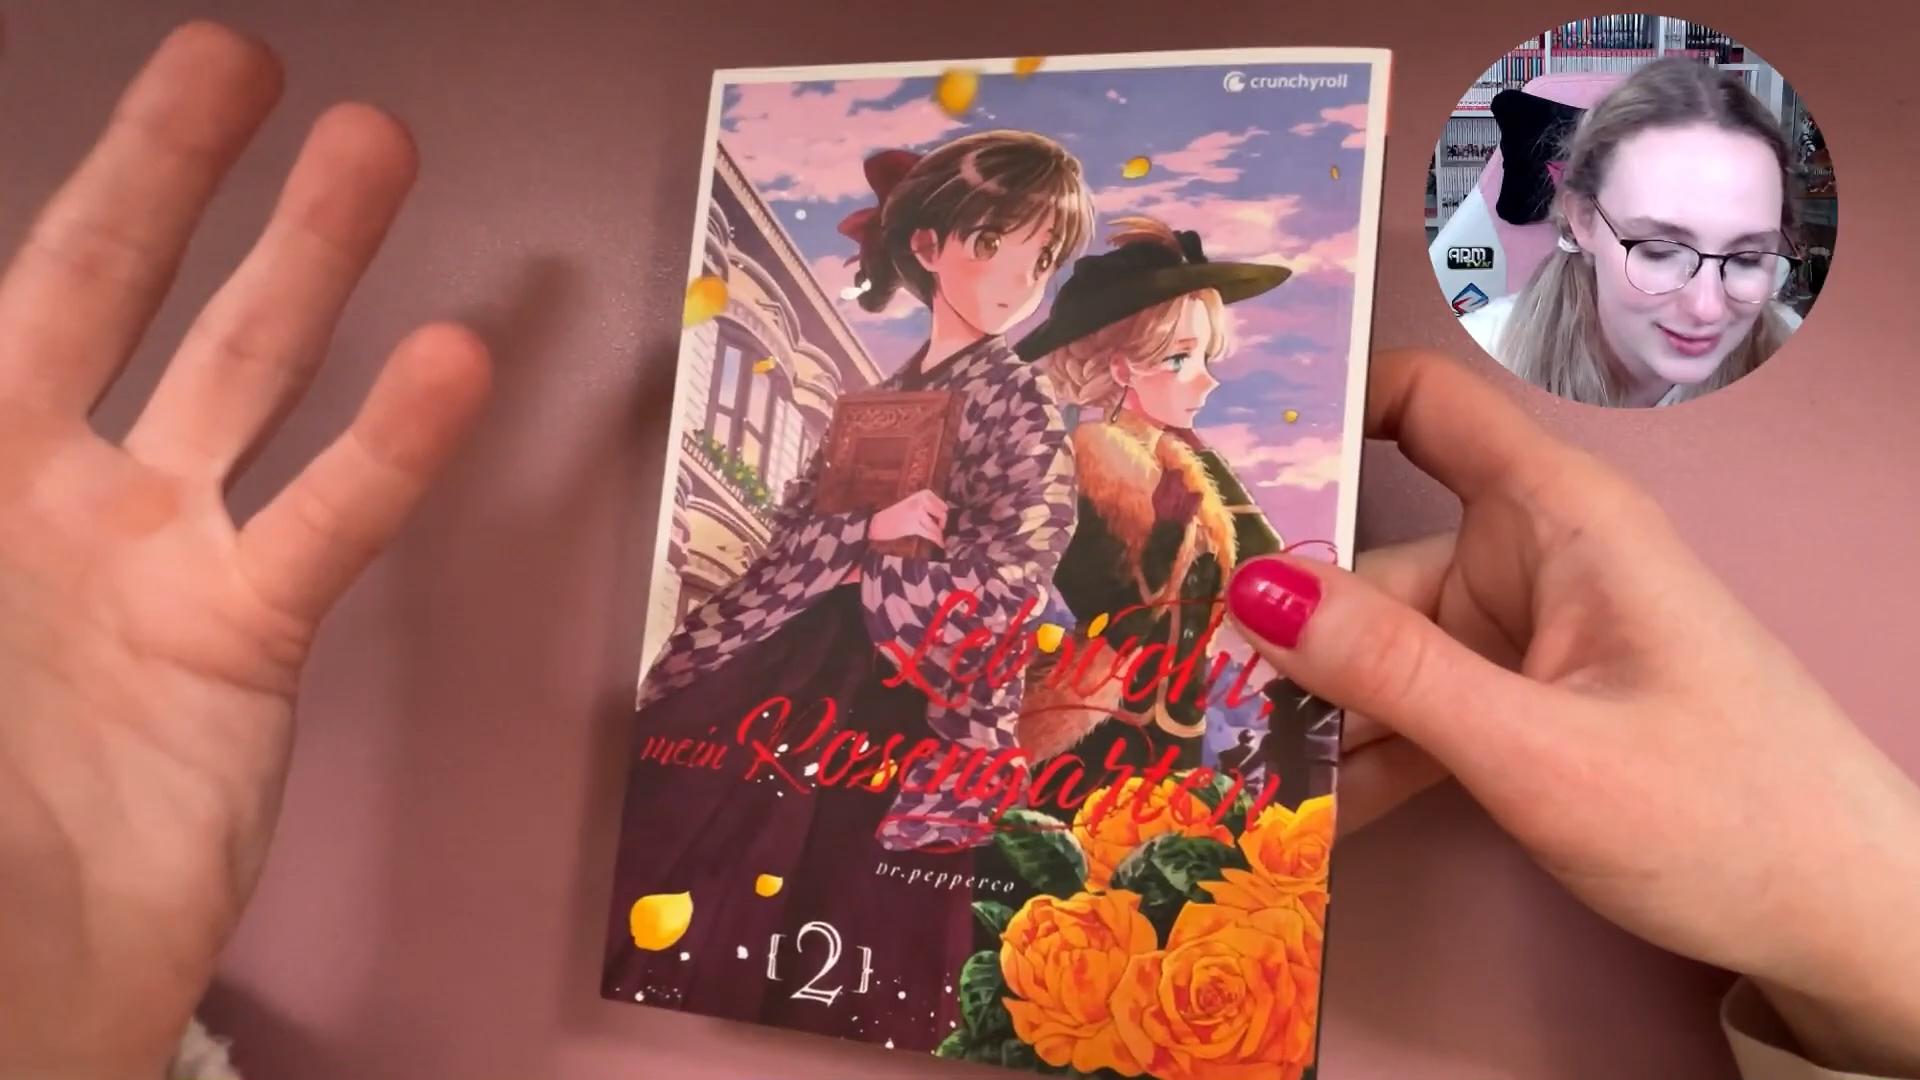 crunchyroll
Lebwohl,
mein Rosengarten
Dr.pepperco
{2}